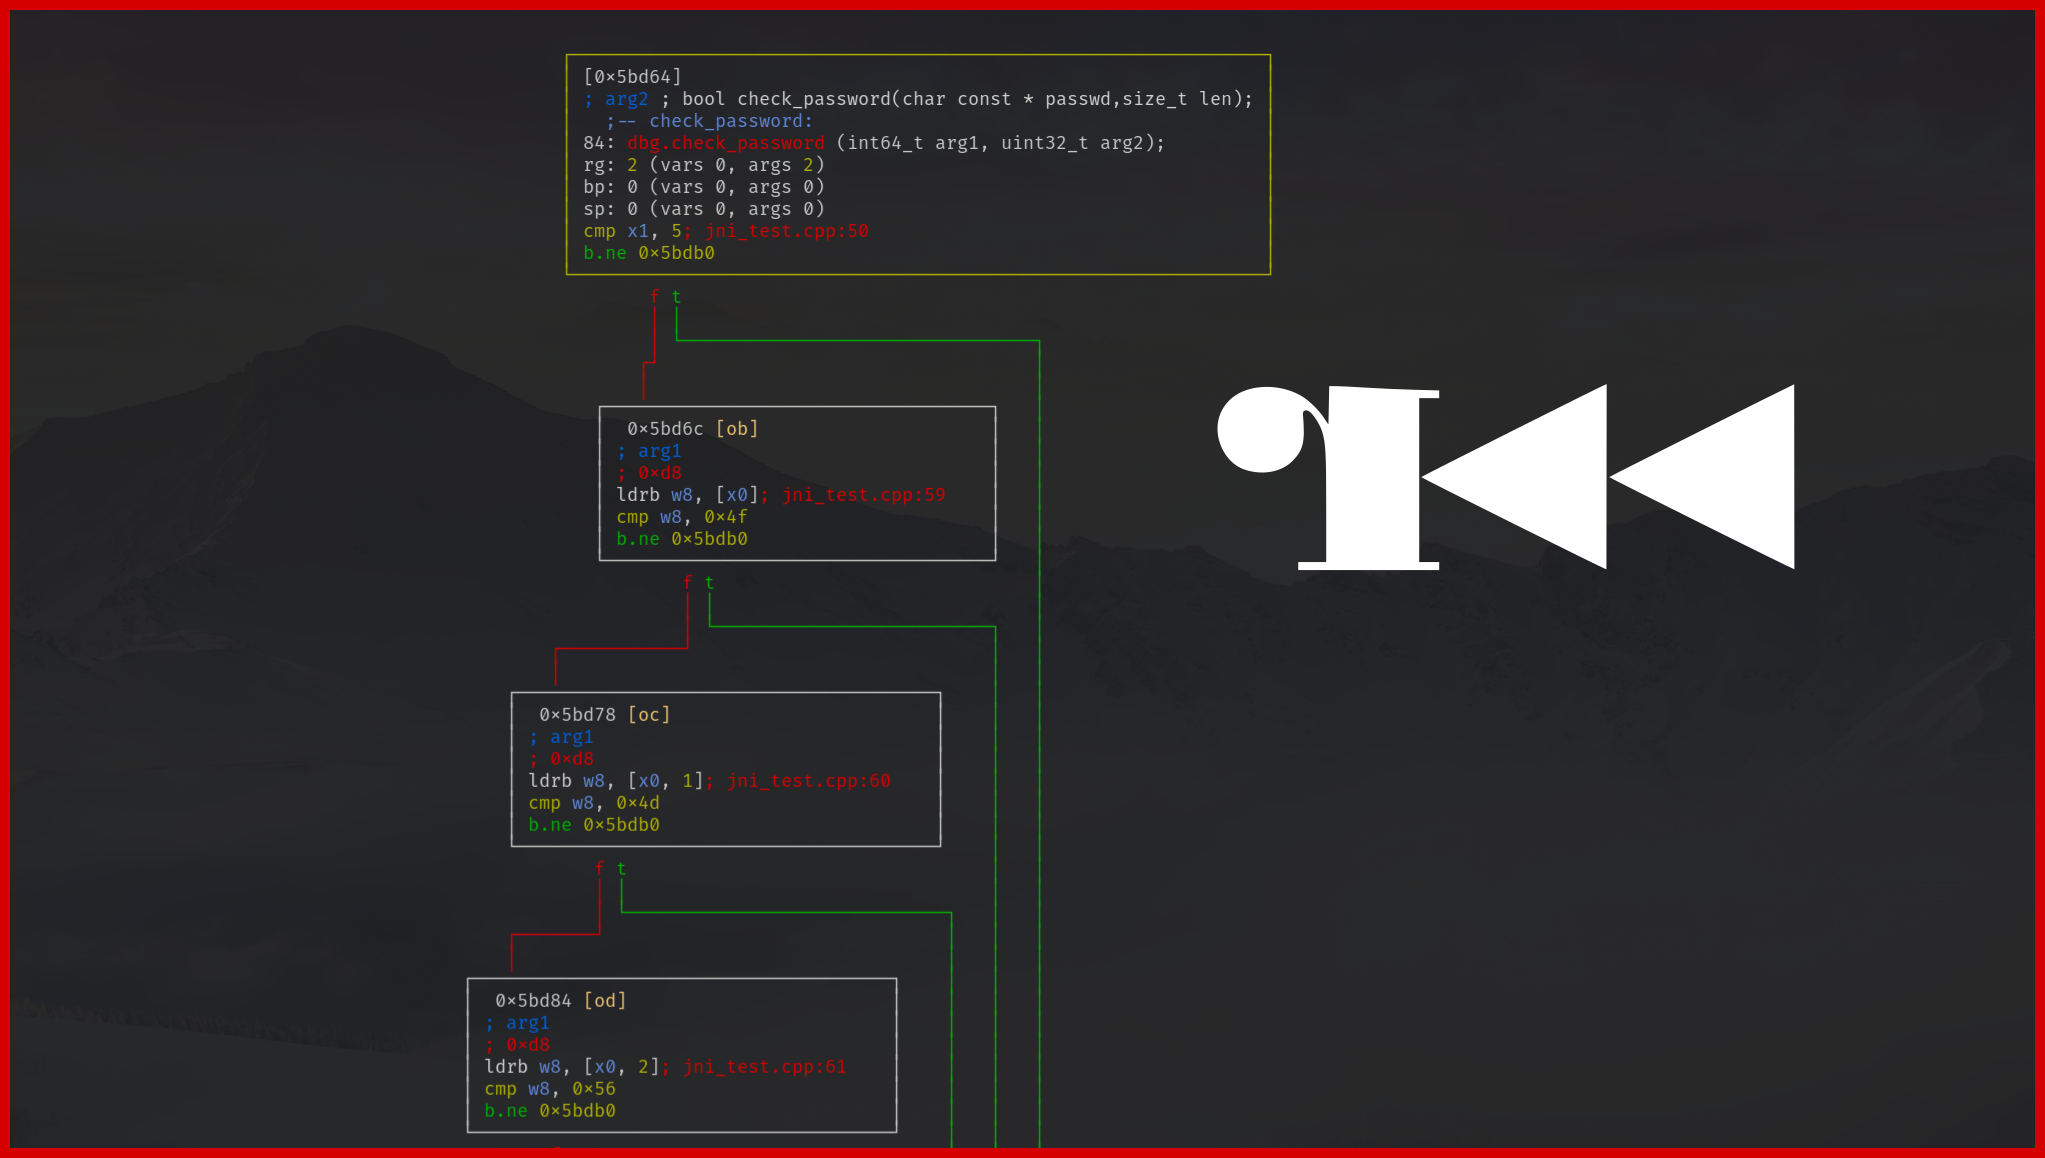 [0×5bd64]
; arg2 ; bool check_password(char const * passwd,size_t len);
;-- check_password:
84: dbg.check_password (int64_t arg1, uint32_t arg2);
rg: 2 (vars 0, args 2)
bp: 0 (vars 0, args 0)
sp: 0 (vars 0, args 0)
cmp x1, 5; jni_test.cpp:50
b.ne 0×5bdb0
f t
0×5bd6c [ob]
; arg1
; 0×d8
ldrb w8, [x0]; jni_test.cpp:59
cmp w8, 0×4f
b.ne 0×5bdb0
f t
0×5bd78 [oc]
; arg1
; 0×d8
ldrb w8, [x0, 1]; jni_test.cpp:60
cmp w8, 0×4d
b.ne 0×5bdb0
f t
0×5bd84 [od]
; arg1
; 0×d8
ldrb w8, [x0, 2]; jni_test.cpp:61
cmp w8, 0×56
b.ne 0×5bdb0